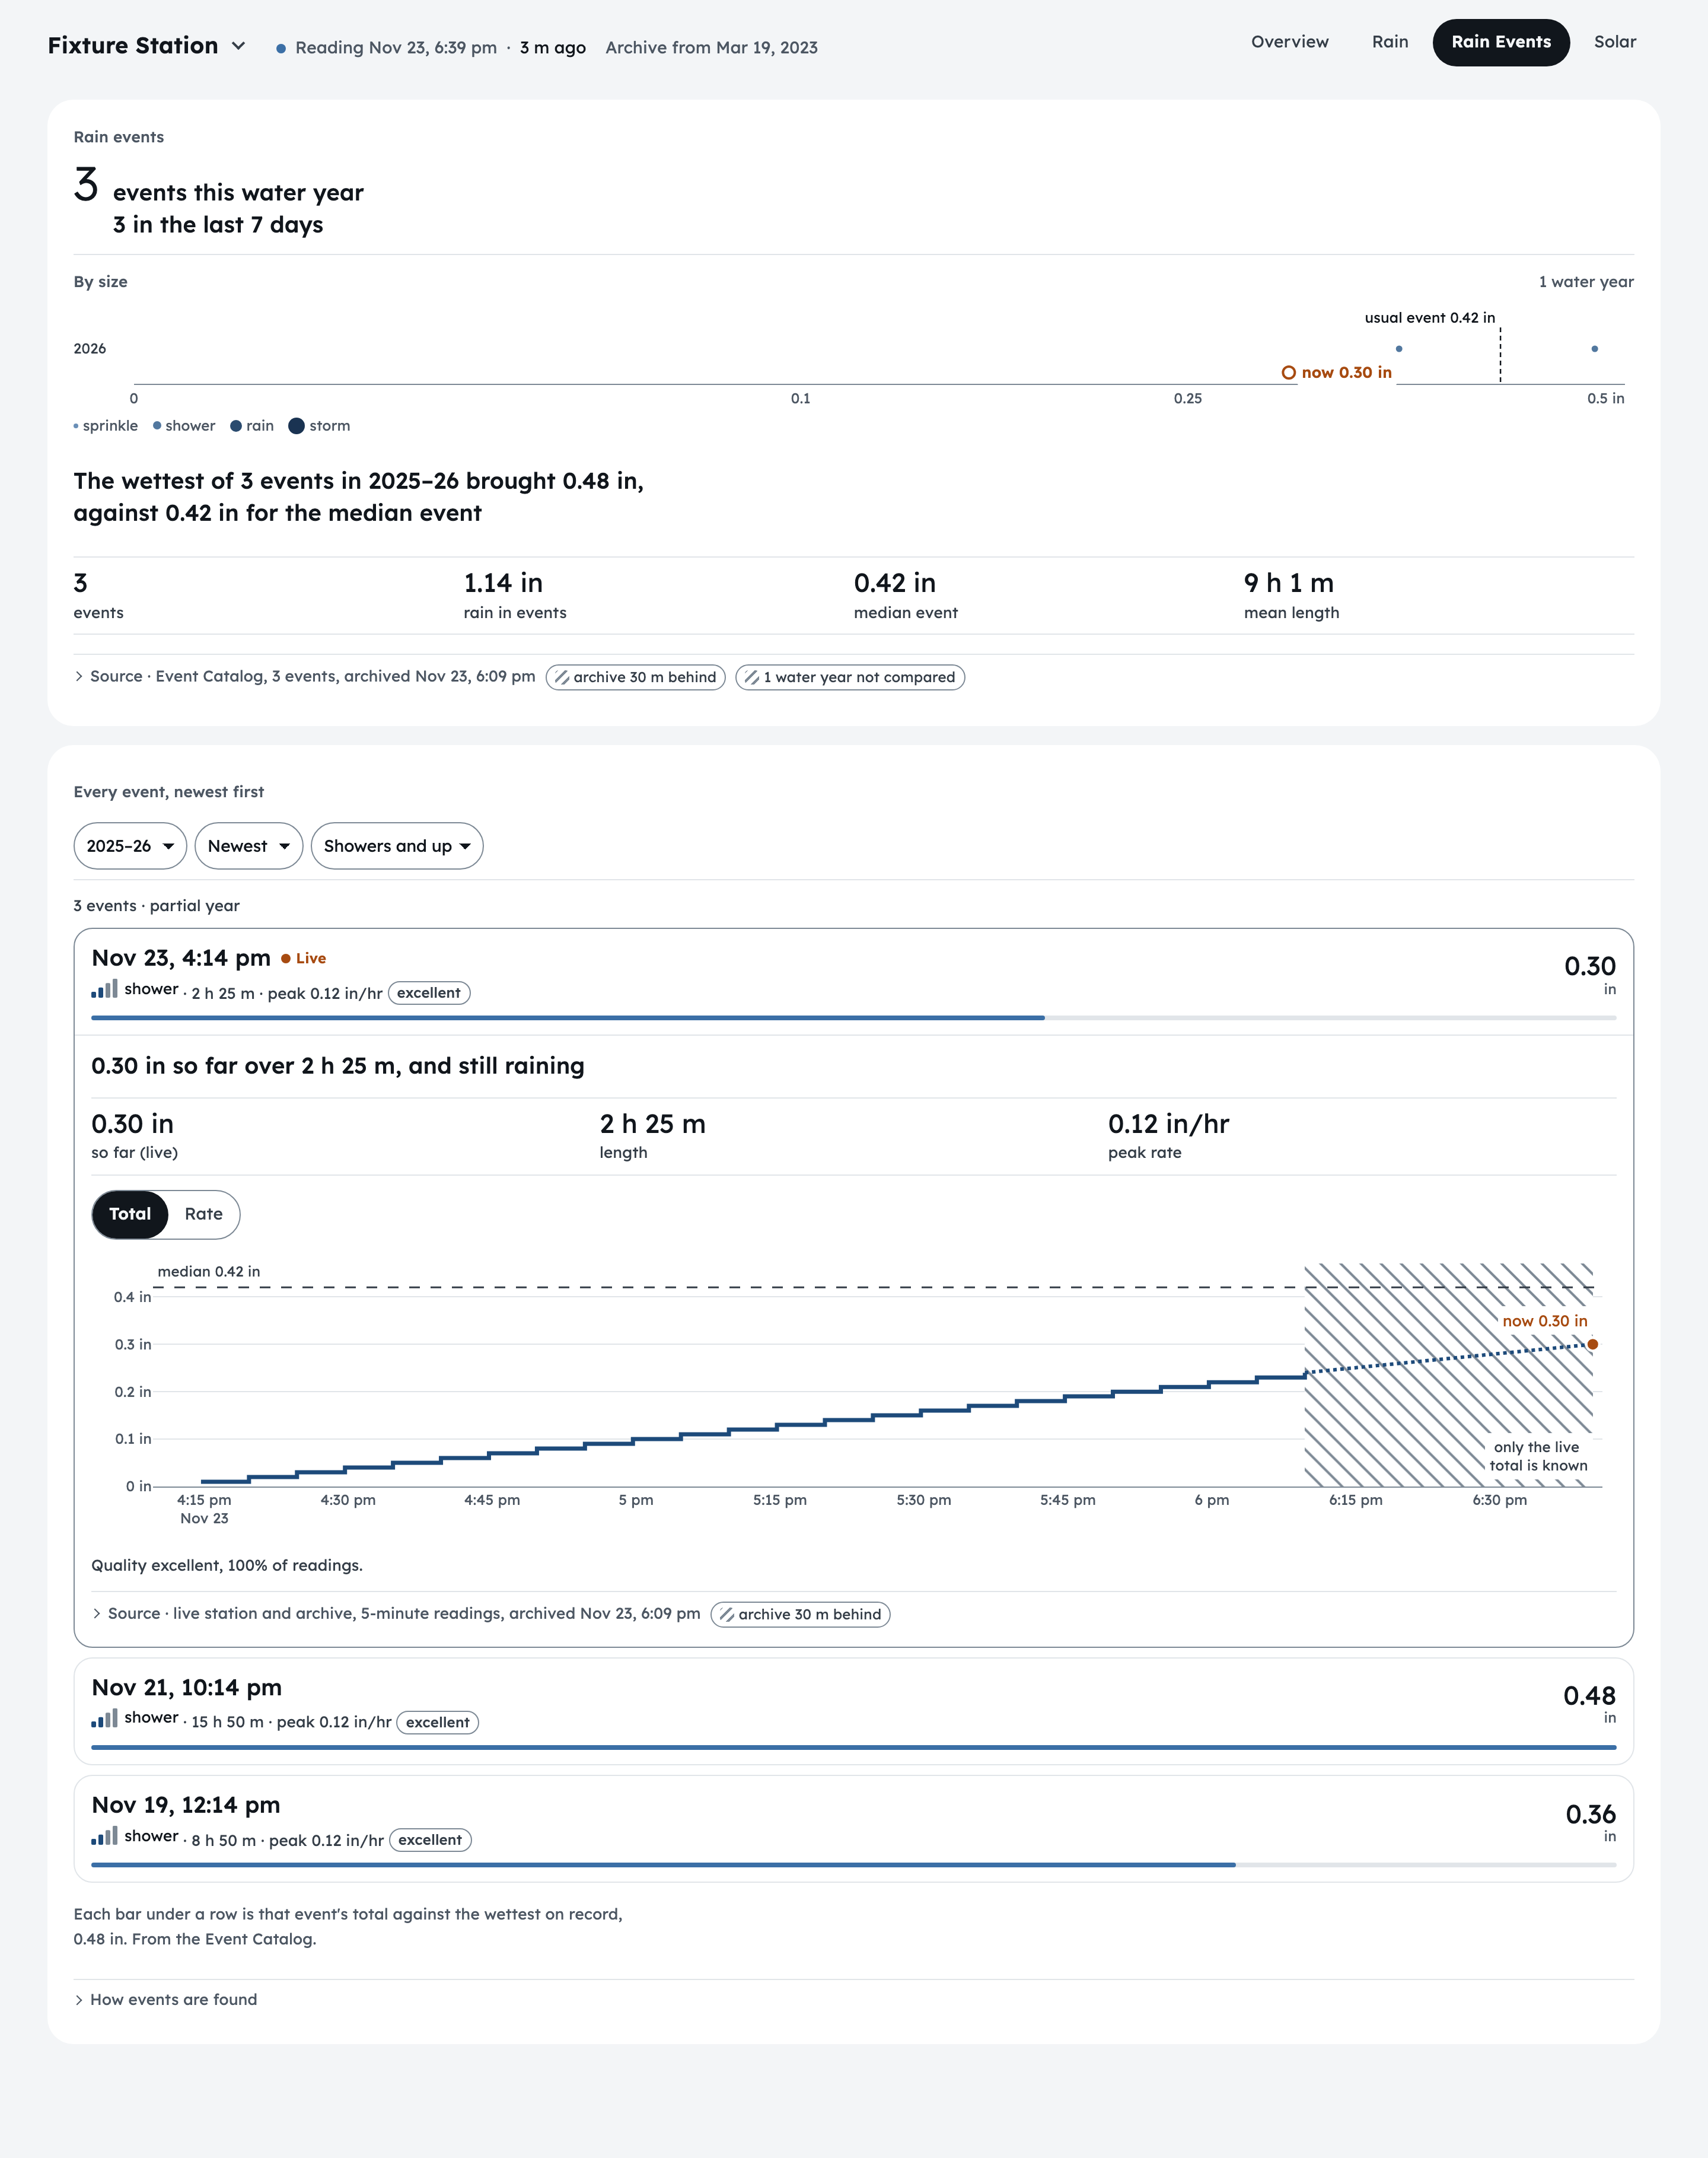 Fixture Station
Reading Nov 23, 6:39 pm · 3 m ago Archive from Mar 19, 2023
Overview
Rain
Rain Events
Solar
Rain events
3 events this water year
3 in the last 7 days
By size
1 water year
usual event 0.42 in
2026
now 0.30 in
0 0.1 0.25 0.5 in
sprinkle shower rain storm
The wettest of 3 events in 2025–26 brought 0.48 in,
against 0.42 in for the median event
3
events
1.14 in
rain in events
0.42 in
median event
9 h 1 m
mean length
Source · Event Catalog, 3 events, archived Nov 23, 6:09 pm archive 30 m behind 1 water year not compared
Every event, newest first
2025–26 Newest Showers and up
3 events · partial year
Nov 23, 4:14 pm Live
shower · 2 h 25 m · peak 0.12 in/hr excellent
0.30
in
0.30 in so far over 2 h 25 m, and still raining
0.30 in
so far (live)
2 h 25 m
length
0.12 in/hr
peak rate
Total Rate
median 0.42 in
0.4 in
now 0.30 in
0.3 in
0.2 in
0.1 in
only the live
total is known
0 in
4:15 pm 4:30 pm 4:45 pm 5 pm 5:15 pm 5:30 pm 5:45 pm 6 pm 6:15 pm 6:30 pm
Nov 23
Quality excellent, 100% of readings.
Source · live station and archive, 5-minute readings, archived Nov 23, 6:09 pm archive 30 m behind
Nov 21, 10:14 pm
shower · 15 h 50 m · peak 0.12 in/hr excellent
0.48
in
Nov 19, 12:14 pm
shower · 8 h 50 m · peak 0.12 in/hr excellent
0.36
in
Each bar under a row is that event's total against the wettest on record,
0.48 in. From the Event Catalog.
How events are found